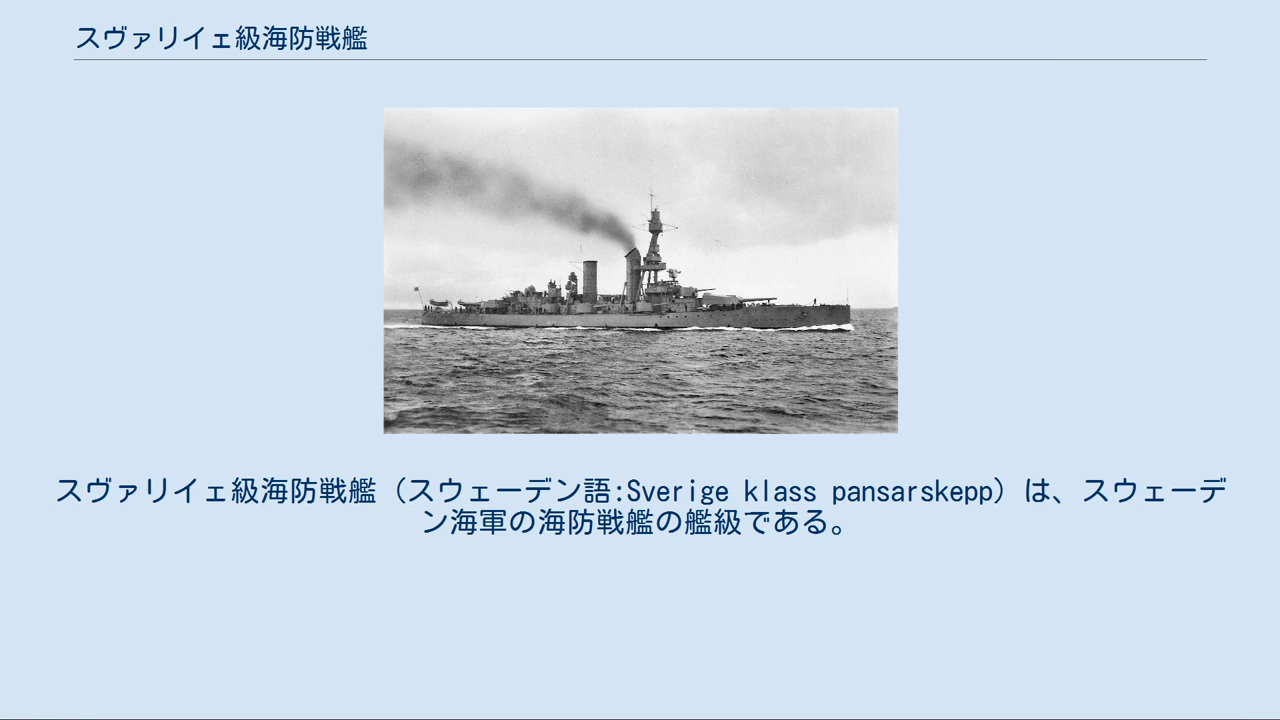 スヴァリイェ級海防戦艦
スヴァリイェ級海防戦艦（スウェーデン語:Sverige klass pansarskepp）は、スウェーデ
ン海軍の海防戦艦の艦級である。